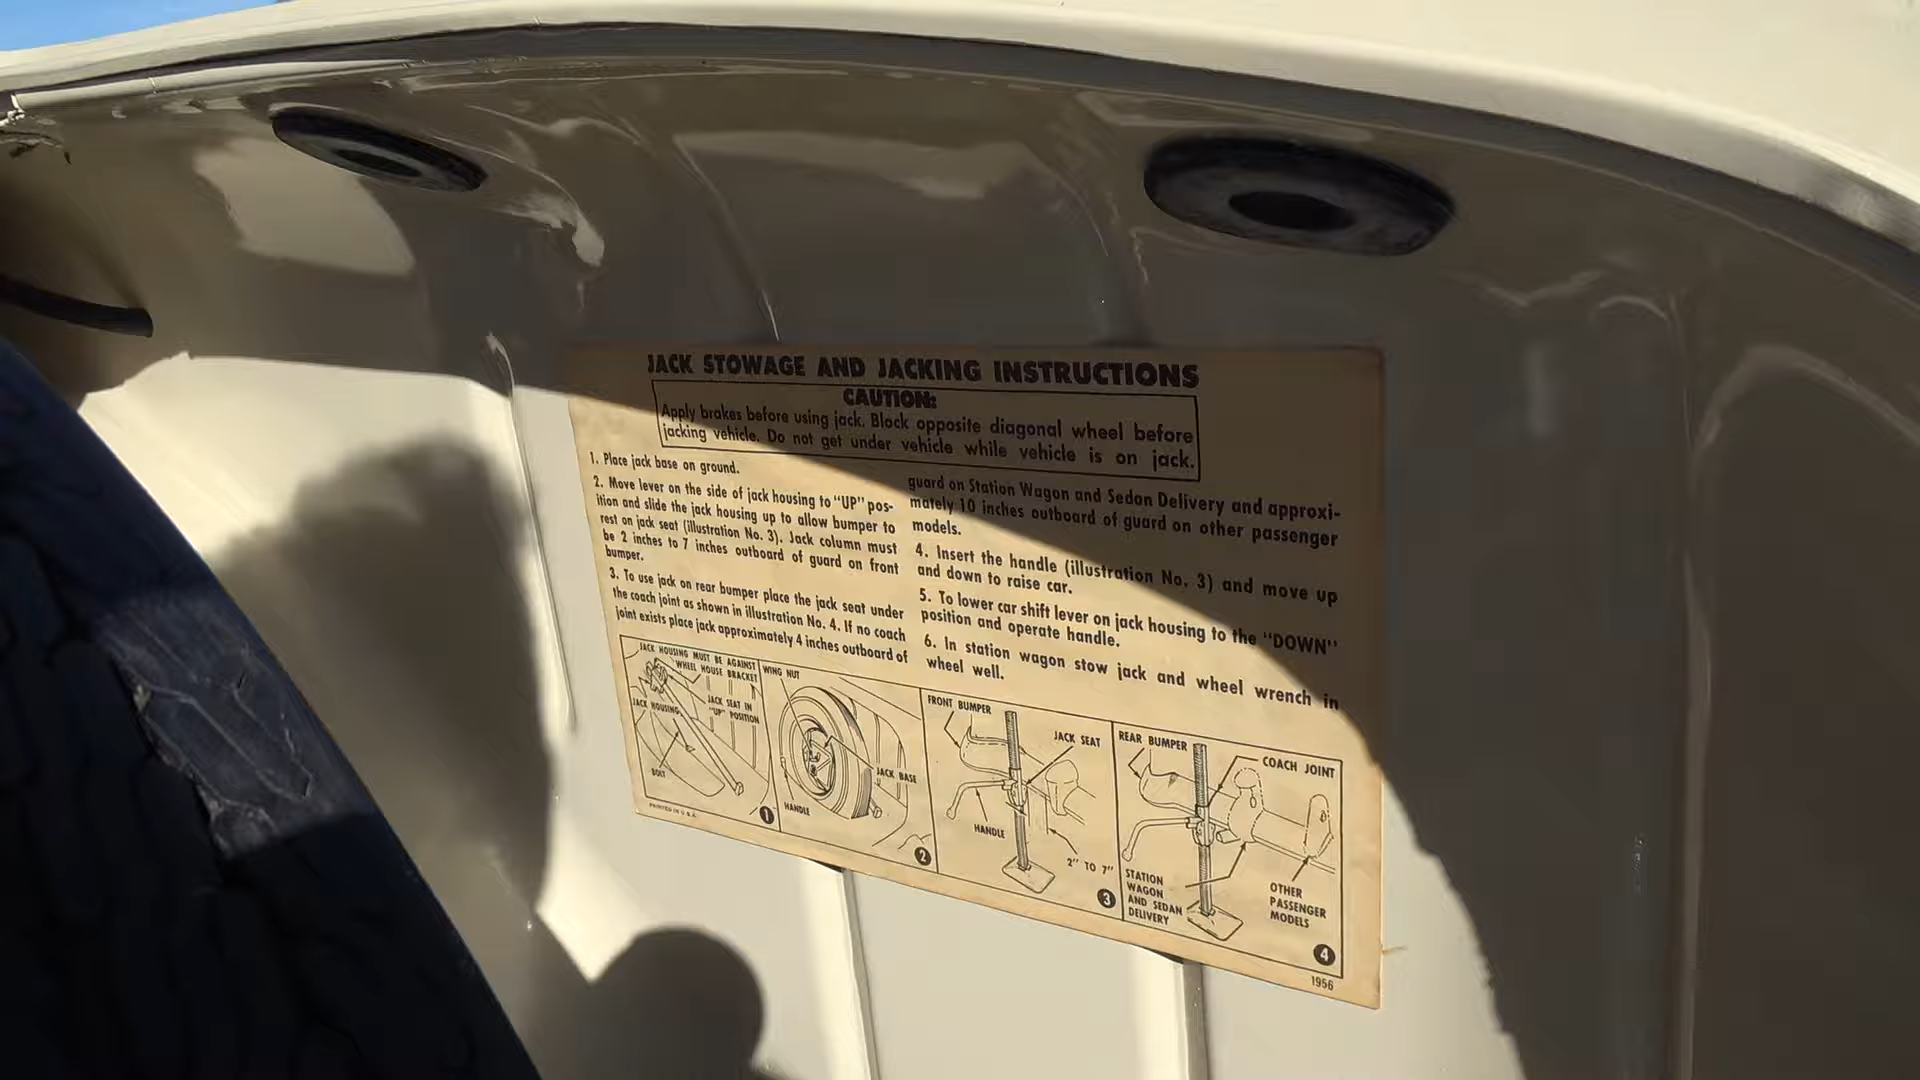 JACK STOWAGE AND JACKING INSTRUCTIONS
CAUTION:
Apply brakes before using jack. Block opposite diagonal wheel before
jacking vehicle. Do not get under vehicle while vehicle is on jack.
1. Place jack base on ground.
2. Move lever on the side of jack housing to "UP" pos-
ition and slide the jack housing up to allow bumper to
rest on jack seat (illustration No. 3). Jack column must
be 2 inches to 7 inches outboard of guard on front
bumper.
3. To use jack on rear bumper place the jack seat under
the coach joint as shown in illustration No. 4. If no coach
joint exists place jack approximately 4 inches outboard of
guard on Station Wagon and Sedan Delivery and approxi-
mately 10 inches outboard of guard on other passenger
models.
4. Insert the handle (illustration No. 3) and move up
and down to raise car.
5. To lower car shift lever on jack housing to the "DOWN"
position and operate handle.
6. In station wagon stow jack and wheel wrench in
wheel well.
JACK HOUSING MUST BE AGAINST
WHEEL HOUSE BRACKET
JACK SEAT IN
"UP" POSITION
JACK HOUSING
BOLT
1
PRINTED IN U.S.A.
WING NUT
JACK BASE
HANDLE
2
FRONT BUMPER
JACK SEAT
HANDLE
2" TO 7"
3
REAR BUMPER
COACH JOINT
STATION
WAGON
AND SEDAN
DELIVERY
OTHER
PASSENGER
MODELS
4
1956